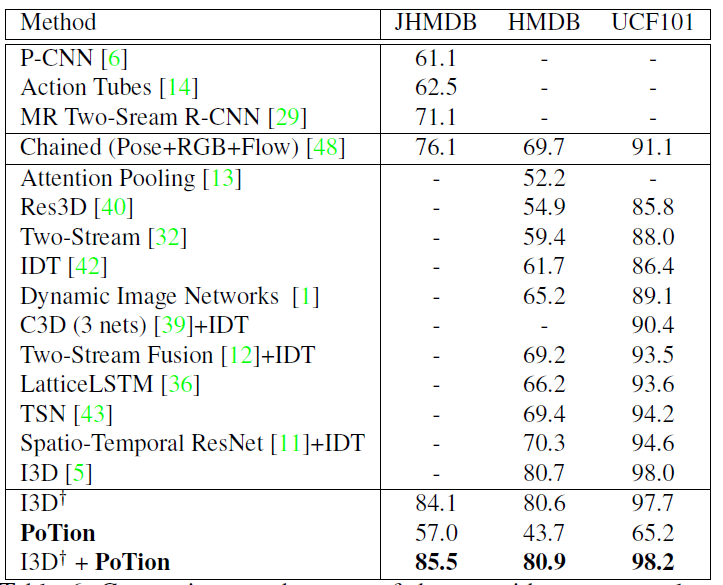 Method JHMDB HMDB UCF101
P-CNN [6] 61.1 - -
Action Tubes [14] 62.5 - -
MR Two-Sream R-CNN [29] 71.1 - -
Chained (Pose+RGB+Flow) [48] 76.1 69.7 91.1
Attention Pooling [13] - 52.2 -
Res3D [40] - 54.9 85.8
Two-Stream [32] - 59.4 88.0
IDT [42] - 61.7 86.4
Dynamic Image Networks [1] - 65.2 89.1
C3D (3 nets) [39]+IDT - - 90.4
Two-Stream Fusion [12]+IDT - 69.2 93.5
LatticeLSTM [36] - 66.2 93.6
TSN [43] - 69.4 94.2
Spatio-Temporal ResNet [11]+IDT - 70.3 94.6
I3D [5] - 80.7 98.0
I3D† 84.1 80.6 97.7
PoTion 57.0 43.7 65.2
I3D† + PoTion 85.5 80.9 98.2